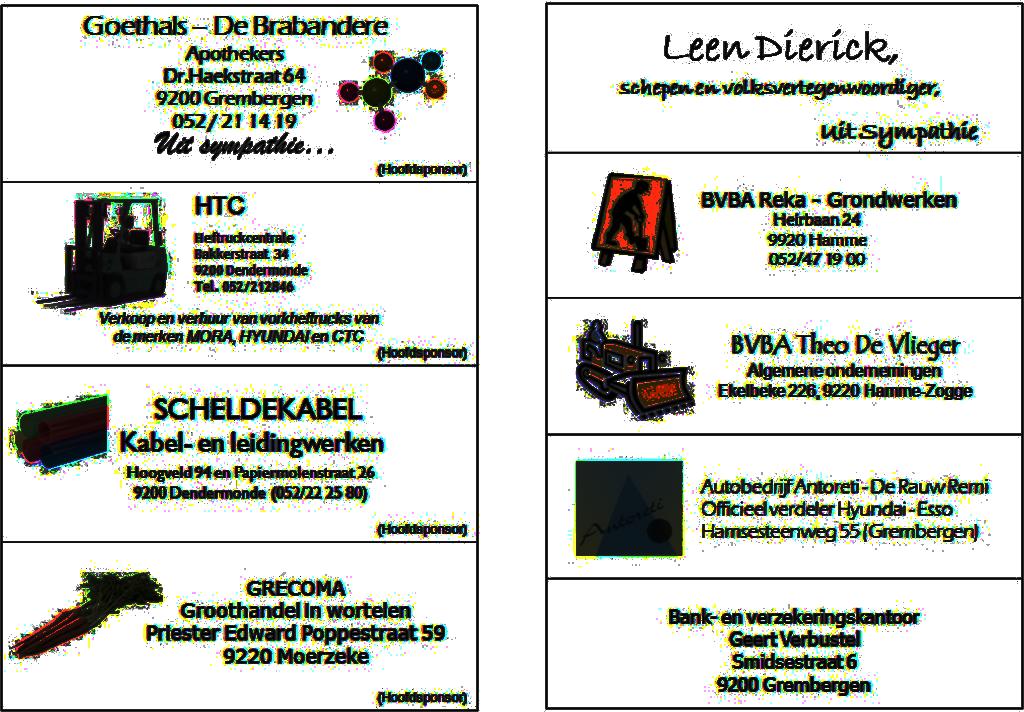 Goethals – De Brabandere
Apothekers
Dr.Haekstraat 64
9200 Grembergen
052/ 21 14 19
Uit sympathie...
(Hoofdsponsor)
HTC
Heftruckcentrale
Bakkerstraat 34
9200 Dendermonde
Tel. 052/212846
Verkoop en verhuur van vorkheftrucks van
de merken MORA, HYUNDAI en CTC
(Hoofdsponsor)
SCHELDEKABEL
Kabel- en leidingwerken
Hoogveld 94 en Papiermolenstraat 26
9200 Dendermonde (052/22 25 80)
(Hoofdsponsor)
GRECOMA
Groothandel in wortelen
Priester Edward Poppestraat 59
9220 Moerzeke
(Hoofdsponsor)
Leen Dierick,
schepen en volksvertegenwoordiger,
Uit Sympathie
BVBA Reka – Grondwerken
Heirbaan 24
9920 Hamme
052/47 19 00
BVBA Theo De Vlieger
Algemene ondernemingen
Ekelbeke 226, 9220 Hamme-Zogge
Antoreti
Autobedrijf Antoreti - De Rauw Remi
Officieel verdeler Hyundai - Esso
Hamsesteenweg 55 (Grembergen)
Bank- en verzekeringskantoor
Geert Verbustel
Smidsestraat 6
9200 Grembergen